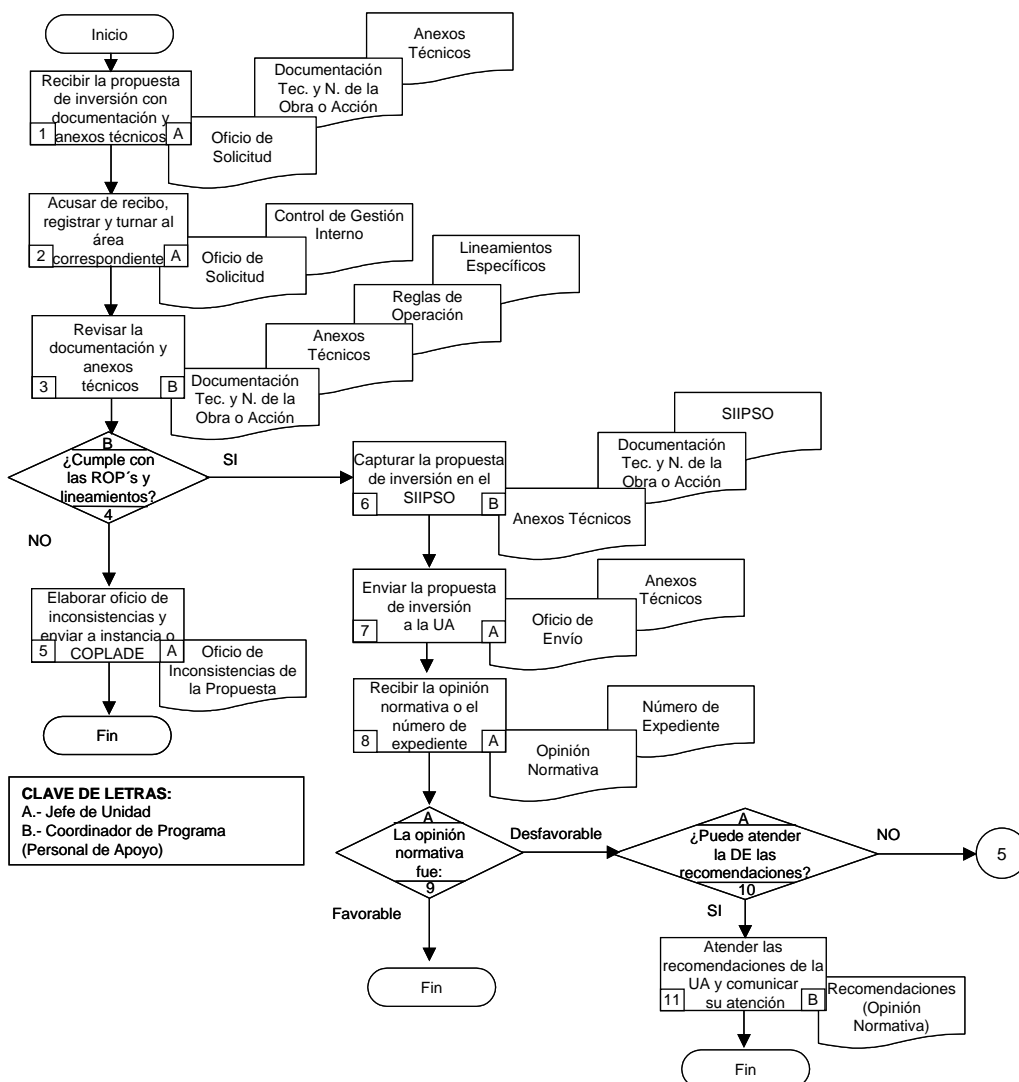 Inicio
Recibir la propuesta
de inversión con
documentación y
anexos técnicos
1
A
Oficio de
Solicitud
Documentación
Tec. y N. de la
Obra o Acción
Anexos
Técnicos
Acusar de recibo,
registrar y turnar al
área
correspondiente
2
A
Oficio de
Solicitud
Control de Gestión
Interno
Revisar la
documentación y
anexos
técnicos
3
B
Documentación
Tec. y N. de la
Obra o Acción
Anexos
Técnicos
Reglas de
Operación
Lineamientos
Específicos
B
¿Cumple con
las ROP´s y
lineamientos?
4
SI
NO
Elaborar oficio de
inconsistencias y
enviar a instancia o
COPLADE
5
A
Oficio de
Inconsistencias de
la Propuesta
Fin
Capturar la propuesta
de inversión en el
SIIPSO
6
B
Anexos Técnicos
Documentación
Tec. y N. de la
Obra o Acción
SIIPSO
Enviar la propuesta
de inversión
a la UA
7
A
Oficio de
Envío
Anexos
Técnicos
Recibir la opinión
normativa o el
número de
expediente
8
A
Opinión
Normativa
Número de
Expediente
CLAVE DE LETRAS:
A.- Jefe de Unidad
B.- Coordinador de Programa
(Personal de Apoyo)
A
La opinión
normativa
fue:
9
Desfavorable
Favorable
Fin
A
¿Puede atender
la DE las
recomendaciones?
10
NO
5
SI
Atender las
recomendaciones de la
UA y comunicar
su atención
11
B
Recomendaciones
(Opinión
Normativa)
Fin